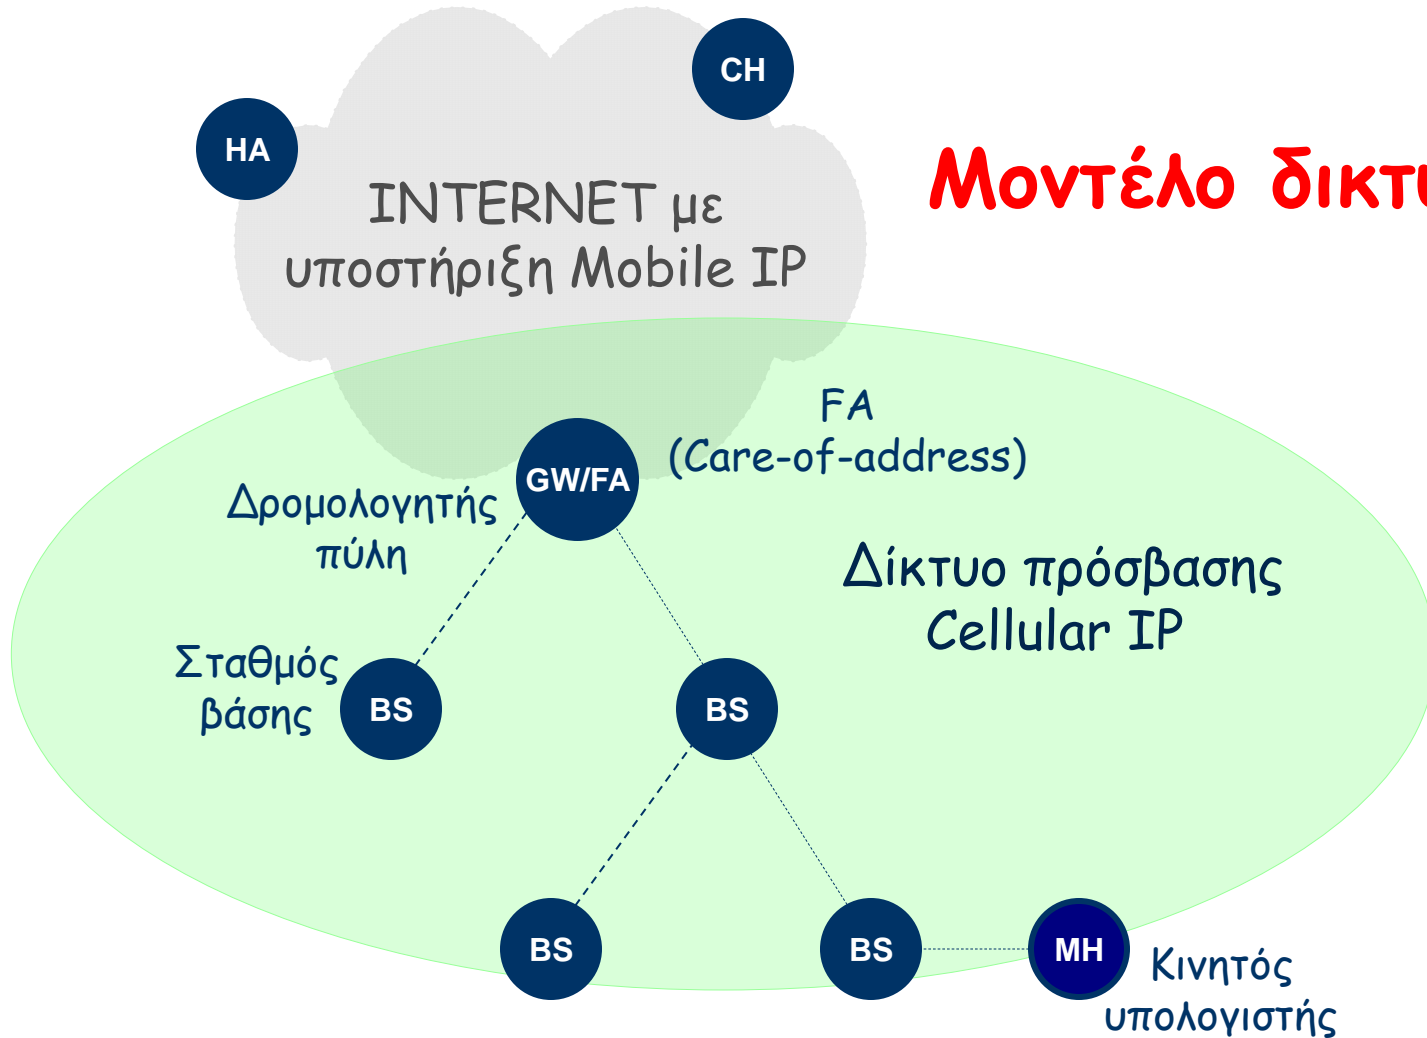 CH
HA
INTERNET με
υποστήριξη Mobile IP
Μοντέλο
FA
(Care-of-address)
GW/FA
Δρομολογητής
πύλη
Δίκτυο πρόσβασης
Cellular IP
Σταθμός
βάσης
BS
BS
BS
BS
MH
Κινητός
υπολογιστής